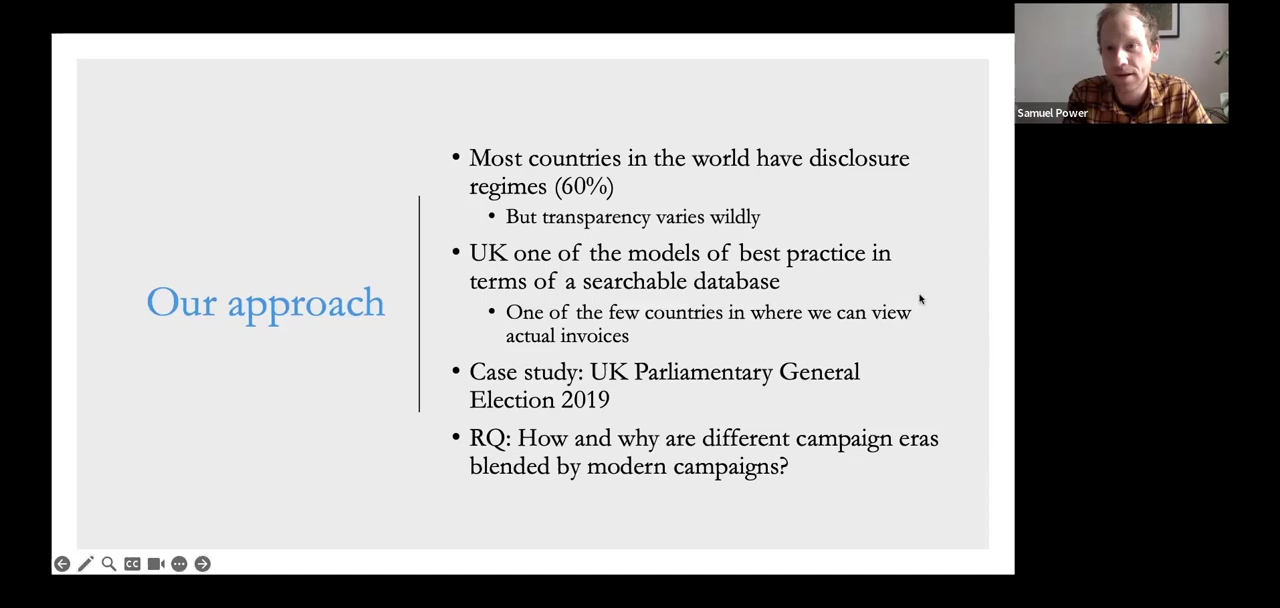 Our approach
• Most countries in the world have disclosure
regimes (60%)
• But transparency varies wildly
• UK one of the models of best practice in
terms of a searchable database
• One of the few countries in where we can view
actual invoices
• Case study: UK Parliamentary General
Election 2019
• RQ: How and why are different campaign eras
blended by modern campaigns?
Samuel Power
CC